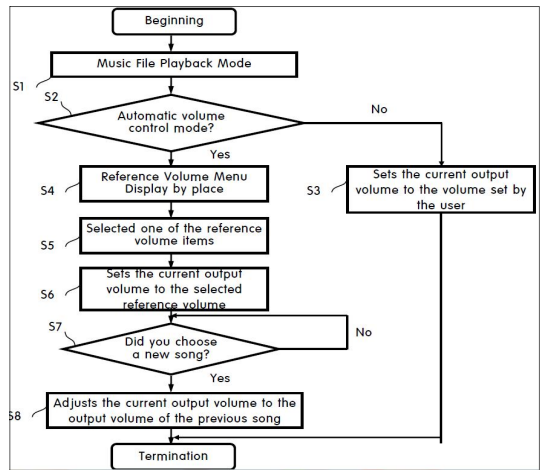 Beginning
Music File Playback Mode
S1
S2
Automatic volume
control mode?
No
Yes
Reference Volume Menu
Display by place
S4
Sets the current output
volume to the volume set by
the user
S3
Selected one of the reference
volume items
S5
Sets the current output
volume to the selected
reference volume
S6
S7
Did you choose
a new song?
No
Yes
Adjusts the current output volume to the
output volume of the previous song
S8
Termination